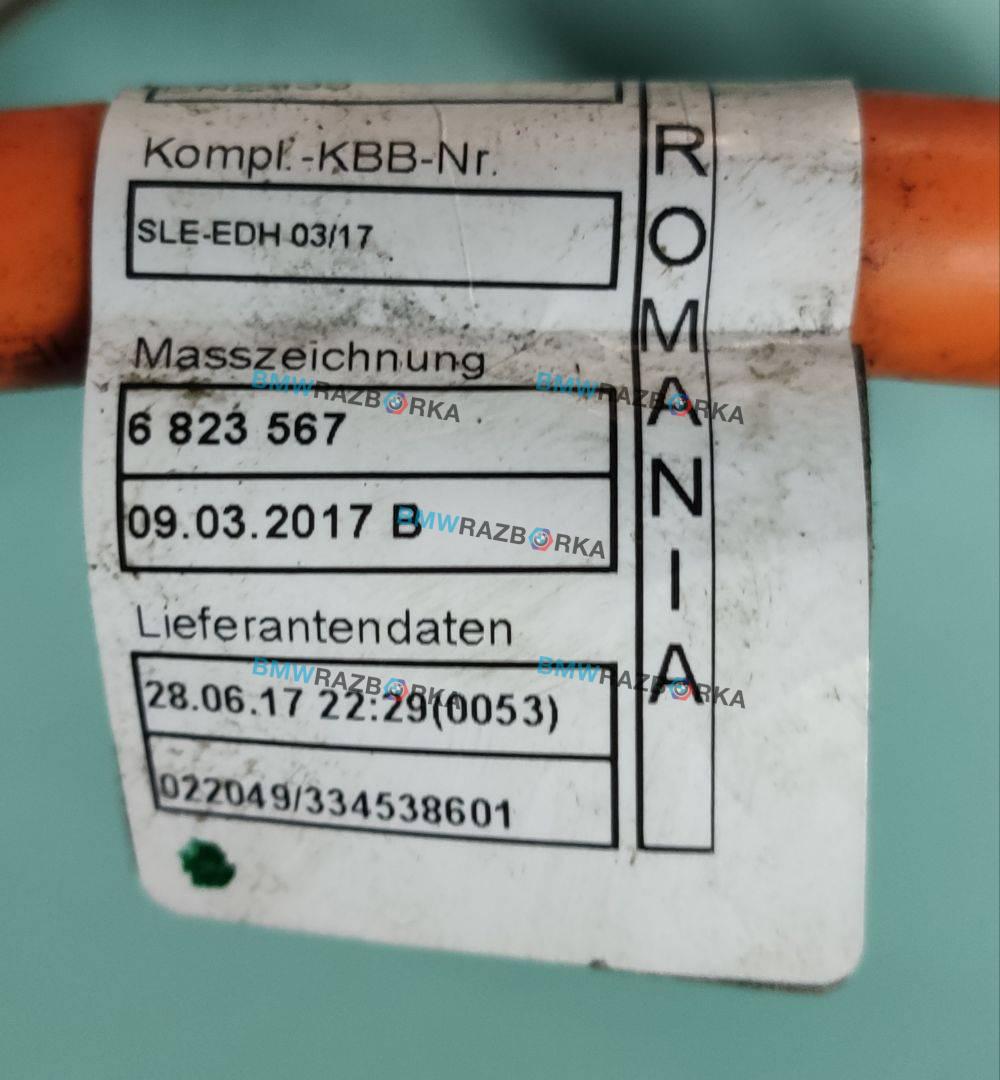 Kompl.-KBB-Nr.
SLE-EDH 03/17
Masszeichnung
6 823 567
09.03.2017 B
Lieferantendaten
28.06.17 22:29(0053)
022049/334538601
ROMANIA
BMWRAZBORKA
BMWRAZBORKA
BMWRAZBORKA
BMWRAZBORKA
BMWRAZBORKA